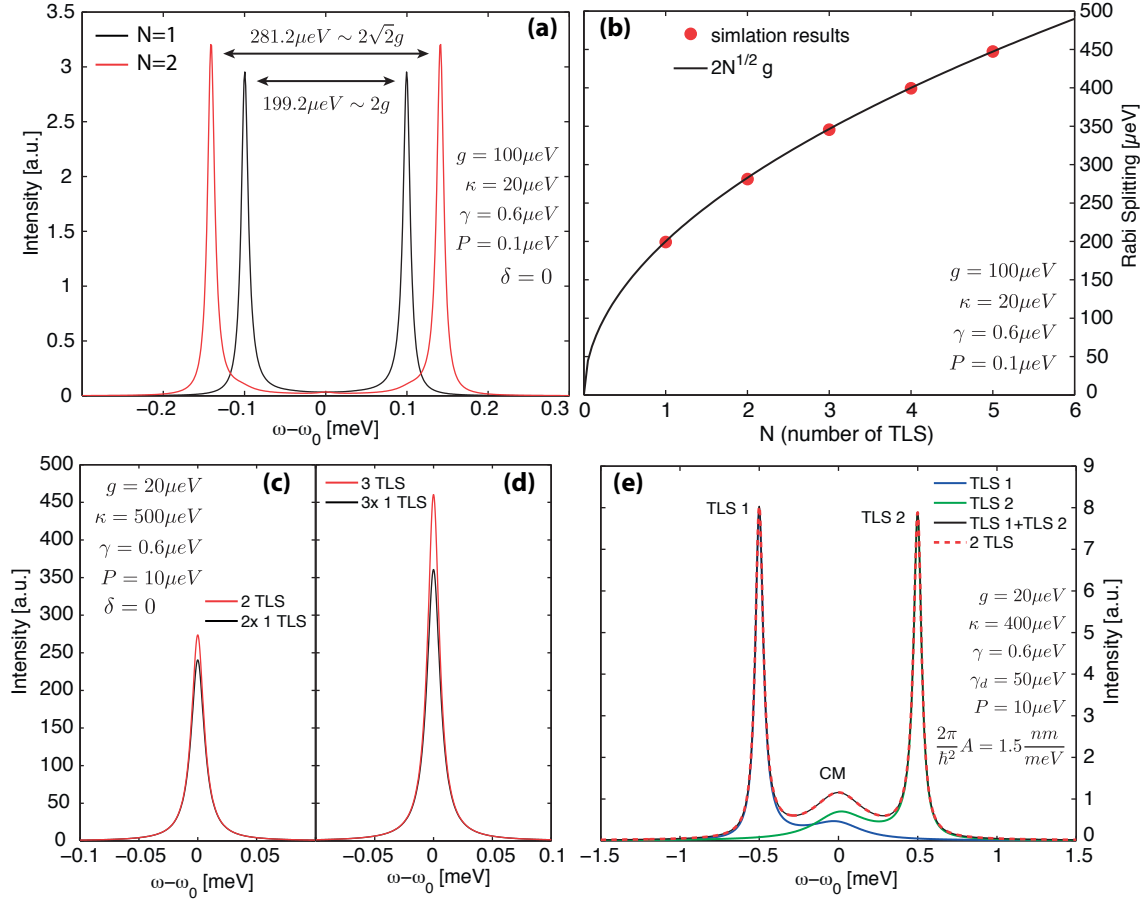 (a)
N=1
N=2
281.2μeV ∼ 2√2g
199.2μeV ∼ 2g
g = 100μeV
κ = 20μeV
γ = 0.6μeV
P = 0.1μeV
δ = 0
Intensity [a.u.]
3.5
3
2.5
2
1.5
1
0.5
0
−0.2
−0.1
0
0.1
0.2
0.3
ω−ω₀ [meV]
(b)
simlation results
2N^{1/2} g
g = 100μeV
κ = 20μeV
γ = 0.6μeV
P = 0.1μeV
500
450
400
350
300
250
200
150
100
50
0
Rabi Splitting [μeV]
0
1
2
3
4
5
6
N (number of TLS)
(c)
g = 20μeV
κ = 500μeV
γ = 0.6μeV
P = 10μeV
δ = 0
2 TLS
2x 1 TLS
Intensity [a.u.]
500
450
400
350
300
250
200
150
100
50
0
−0.1
−0.05
0
0.05
ω−ω₀ [meV]
(d)
3 TLS
3x 1 TLS
−0.05
0
0.05
0.1
ω−ω₀ [meV]
(e)
TLS 1
TLS 2
TLS 1+TLS 2
2 TLS
TLS 1
TLS 2
CM
g = 20μeV
κ = 400μeV
γ = 0.6μeV
γ_d = 50μeV
P = 10μeV
2π/ħ² A = 1.5 nm/meV
9
8
7
6
5
4
3
2
1
0
Intensity [a.u.]
−1.5
−1
−0.5
0
0.5
1
1.5
ω−ω₀ [meV]